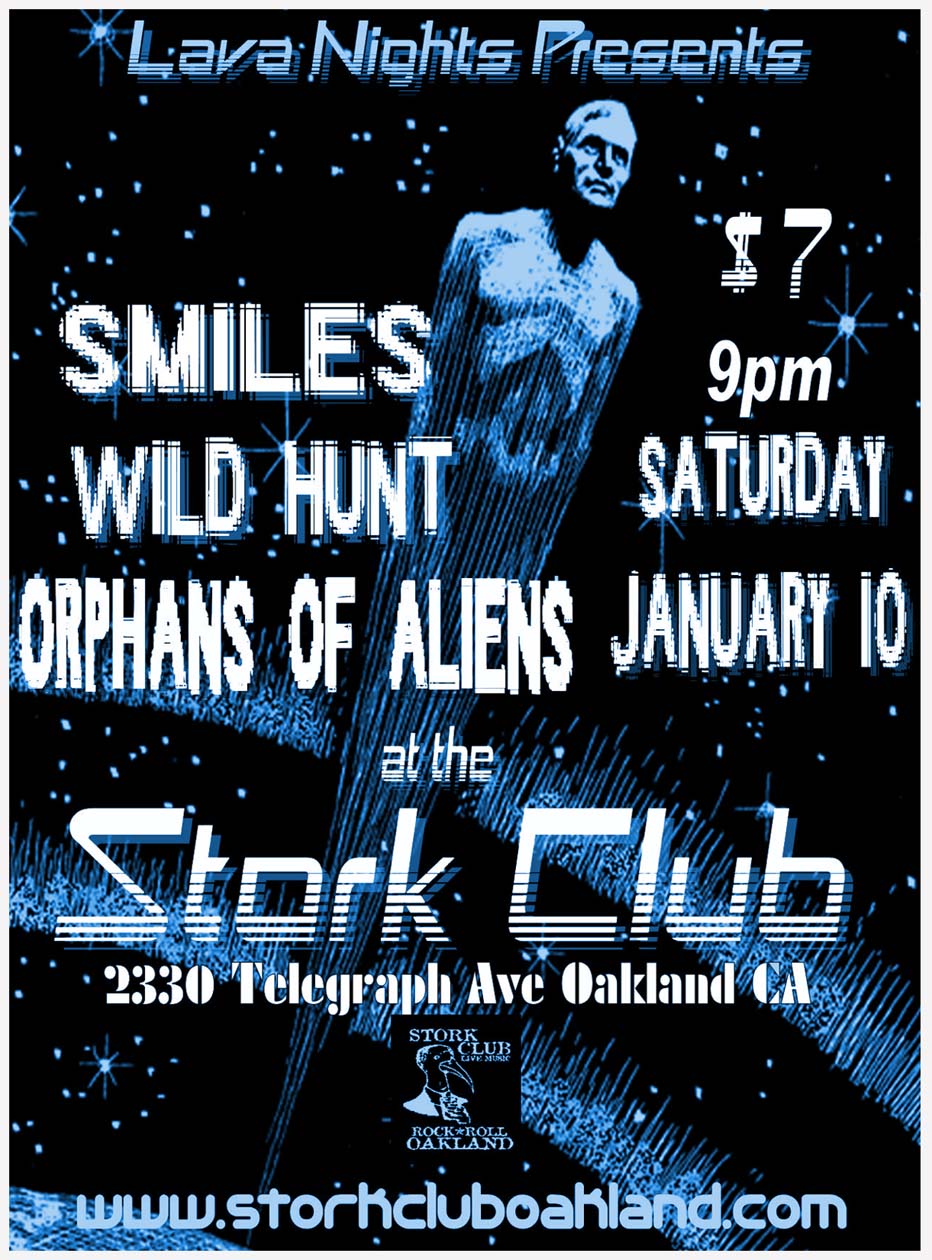 Lava Nights Presents
$7
9pm
SATURDAY
JANUARY 10
SMILES
WILD HUNT
ORPHANS OF ALIENS
at the
Stork Club
2330 Telegraph Ave Oakland CA
STORK
CLUB
LIVE MUSIC
ROCK★ROLL
OAKLAND
www.storkcluboakland.com